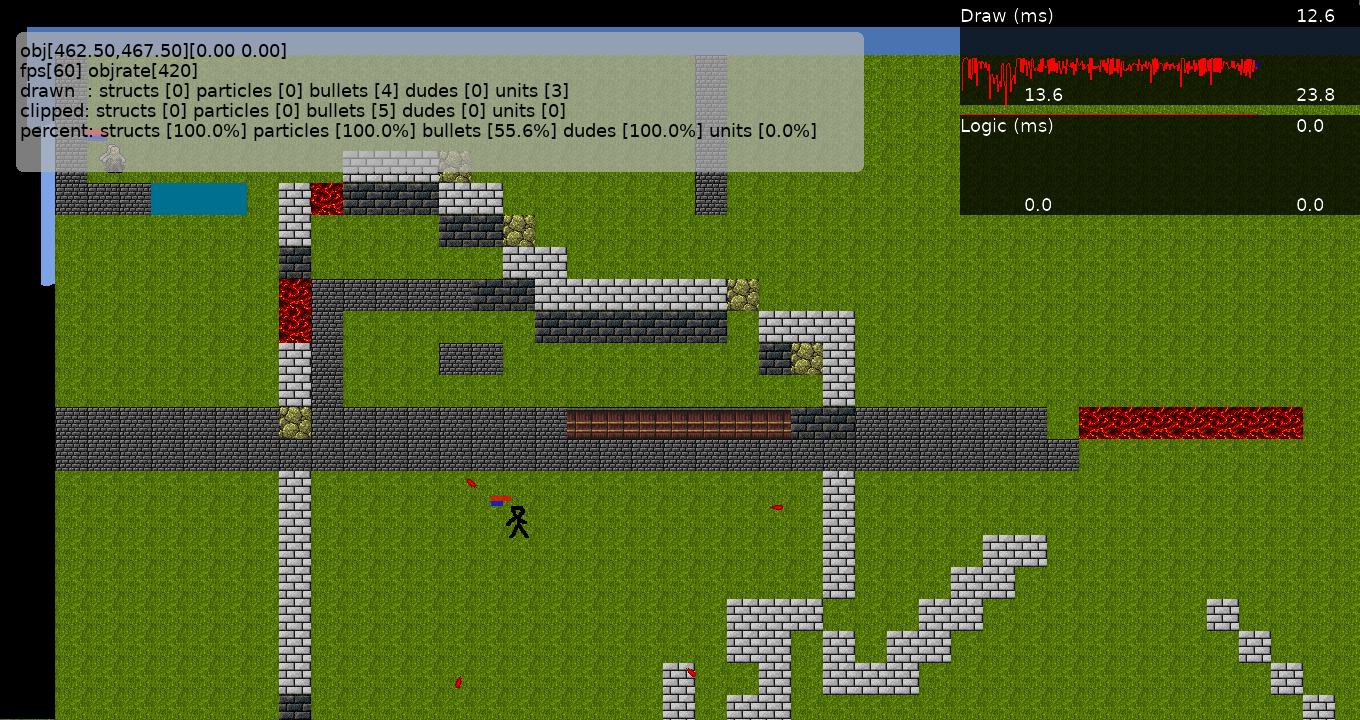 obj[462.50,467.50][0.00 0.00]
fps[60] objrate[420]
drawn  : structs [0] particles [0] bullets [4] dudes [0] units [3]
clipped: structs [0] particles [0] bullets [5] dudes [0] units [0]
percent: structs [100.0%] particles [100.0%] bullets [55.6%] dudes [100.0%] units [0.0%]
Draw (ms) 12.6
13.6 23.8
Logic (ms) 0.0
0.0 0.0